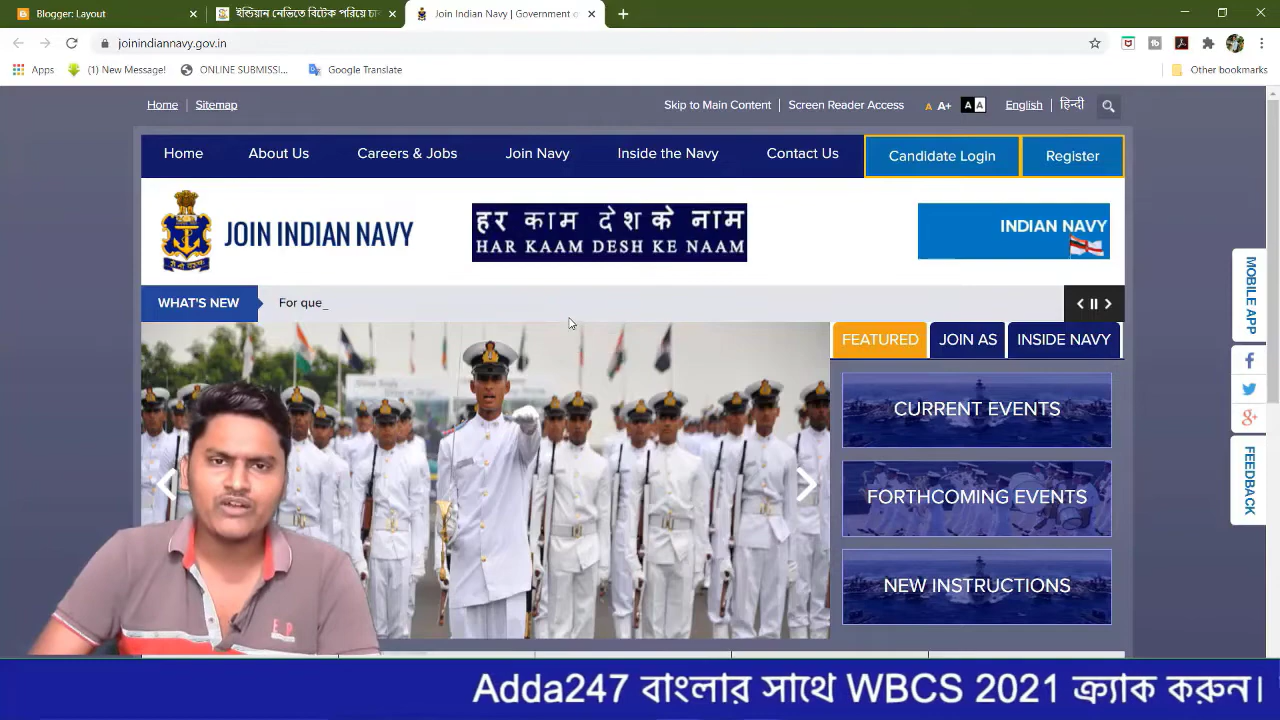 Blogger: Layout
ইন্ডিয়ান নেভিতে বিটেক পরিয়ে চা
Join Indian Navy | Government o
joinindiannavy.gov.in
Apps
(1) New Message!
ONLINE SUBMISSI...
Google Translate
Other bookmarks
Home
Sitemap
Skip to Main Content
Screen Reader Access
A
A+
A A
English
हिन्दी
Home
About Us
Careers & Jobs
Join Navy
Inside the Navy
Contact Us
Candidate Login
Register
JOIN INDIAN NAVY
हर काम देश के नाम
HAR KAAM DESH KE NAAM
INDIAN NAVY
WHAT'S NEW
For que_
FEATURED
JOIN AS
INSIDE NAVY
CURRENT EVENTS
FORTHCOMING EVENTS
NEW INSTRUCTIONS
MOBILE APP
FEEDBACK
Adda247 বাংলার সাথে WBCS 2021 ক্র্যাক করুন।